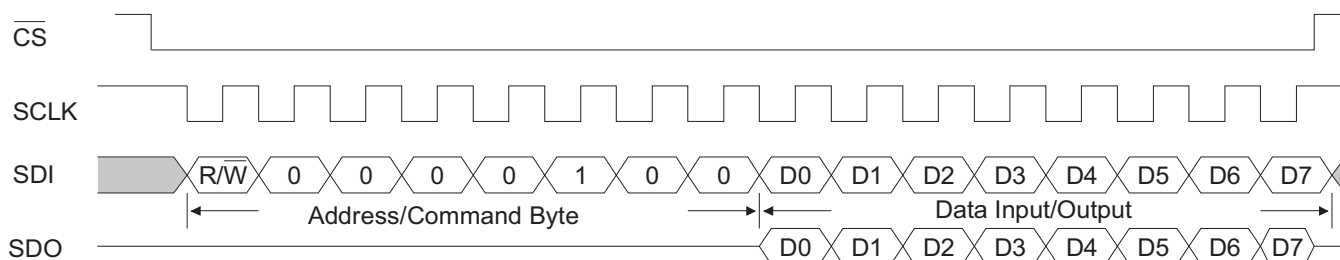 CS
SCLK
SDI R/W 0 0 0 0 1 0 0 D0 D1 D2 D3 D4 D5 D6 D7
Address/Command Byte Data Input/Output
SDO D0 D1 D2 D3 D4 D5 D6 D7